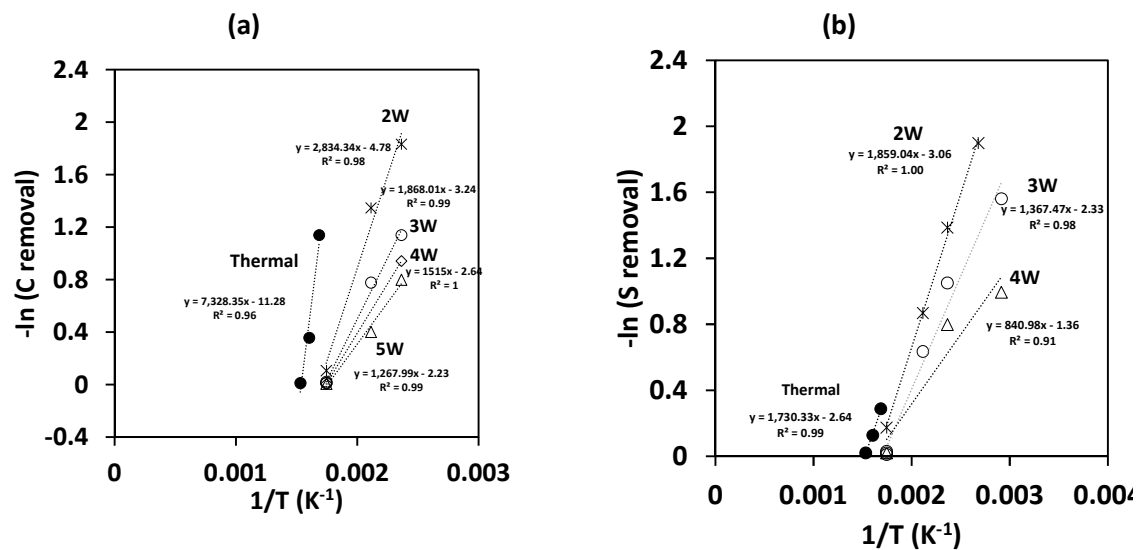 (a)
2.4
2
1.6
1.2
0.8
0.4
0
-0.4
-ln (C removal)
0
0.001
0.002
0.003
1/T (K-1)
2W
y = 2,834.34x - 4.78
R² = 0.98
y = 1,868.01x - 3.24
R² = 0.99
3W
4W
y = 1515x - 2.64
R² = 1
Thermal
y = 7,328.35x - 11.28
R² = 0.96
5W
y = 1,267.99x - 2.23
R² = 0.99
(b)
2.4
2
1.6
1.2
0.8
0.4
0
-ln (S removal)
0
0.001
0.002
0.003
0.004
1/T (K-1)
2W
y = 1,859.04x - 3.06
R² = 1.00
3W
y = 1,367.47x - 2.33
R² = 0.98
4W
y = 840.98x - 1.36
R² = 0.91
Thermal
y = 1,730.33x - 2.64
R² = 0.99